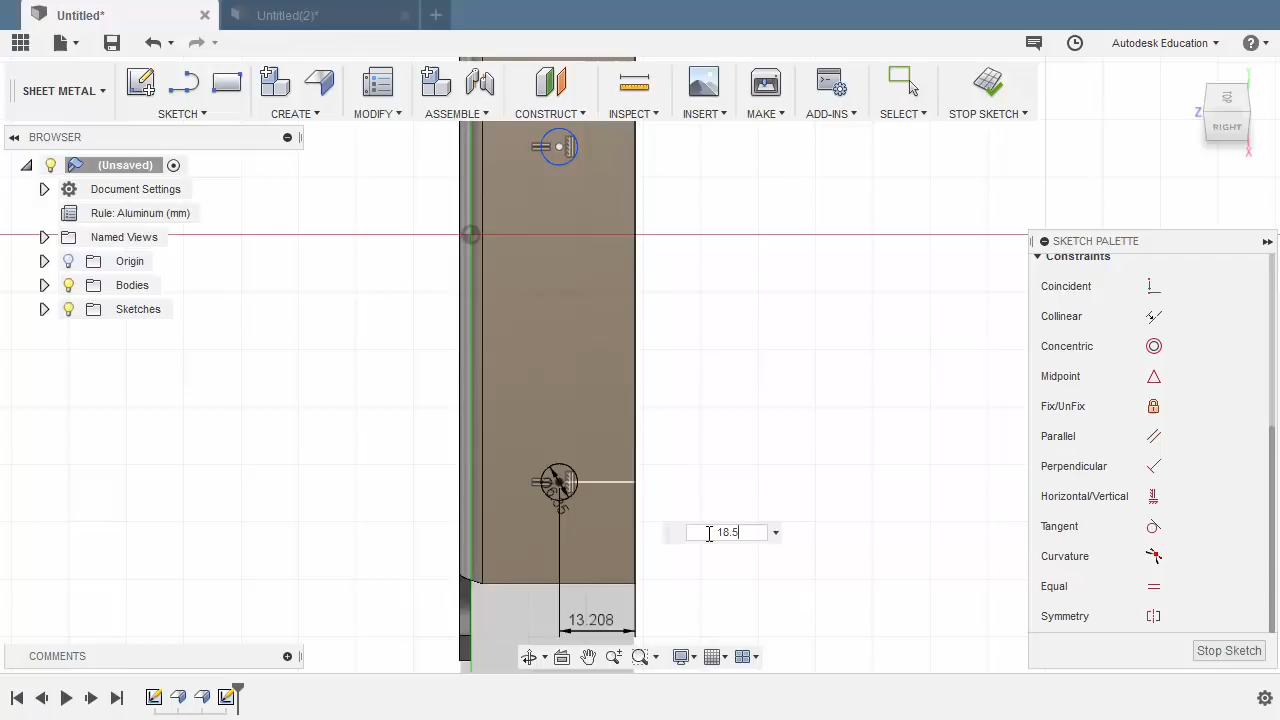 Untitled*
Untitled(2)*
Autodesk Education
SHEET METAL
SKETCH
CREATE
MODIFY
ASSEMBLE
CONSTRUCT
INSPECT
INSERT
MAKE
ADD-INS
SELECT
STOP SKETCH
Z
RIGHT
X
BROWSER
(Unsaved)
Document Settings
Rule: Aluminum (mm)
Named Views
Origin
Bodies
Sketches
SKETCH PALETTE
Constraints
Coincident
Collinear
Concentric
Midpoint
Fix/UnFix
Parallel
Perpendicular
Horizontal/Vertical
Tangent
Curvature
Equal
Symmetry
Stop Sketch
18.5
13.208
COMMENTS